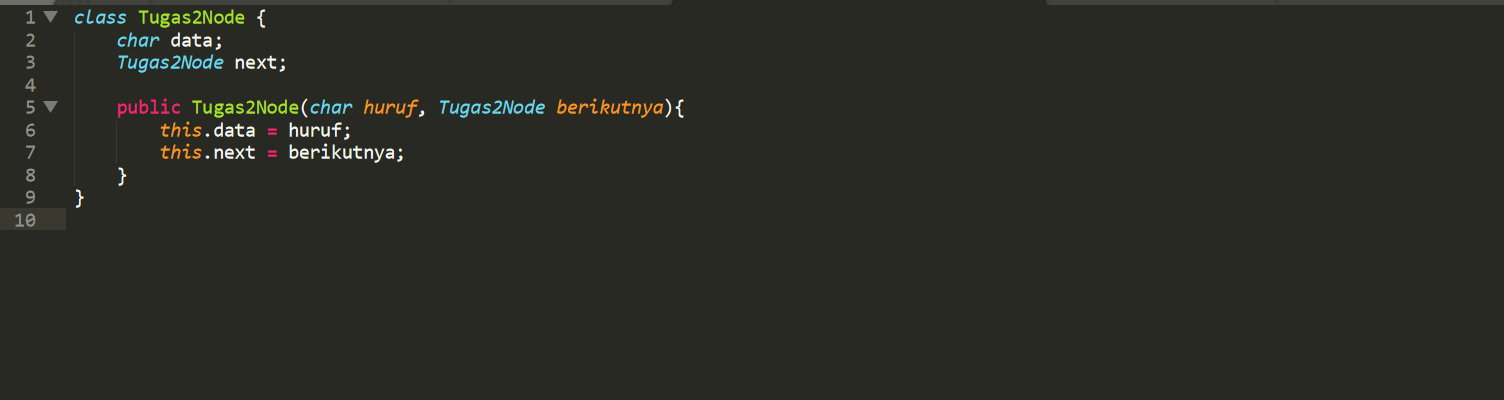 1 class Tugas2Node {
2 char data;
3 Tugas2Node next;
4
5 public Tugas2Node(char huruf, Tugas2Node berikutnya){
6 this.data = huruf;
7 this.next = berikutnya;
8 }
9 }
10